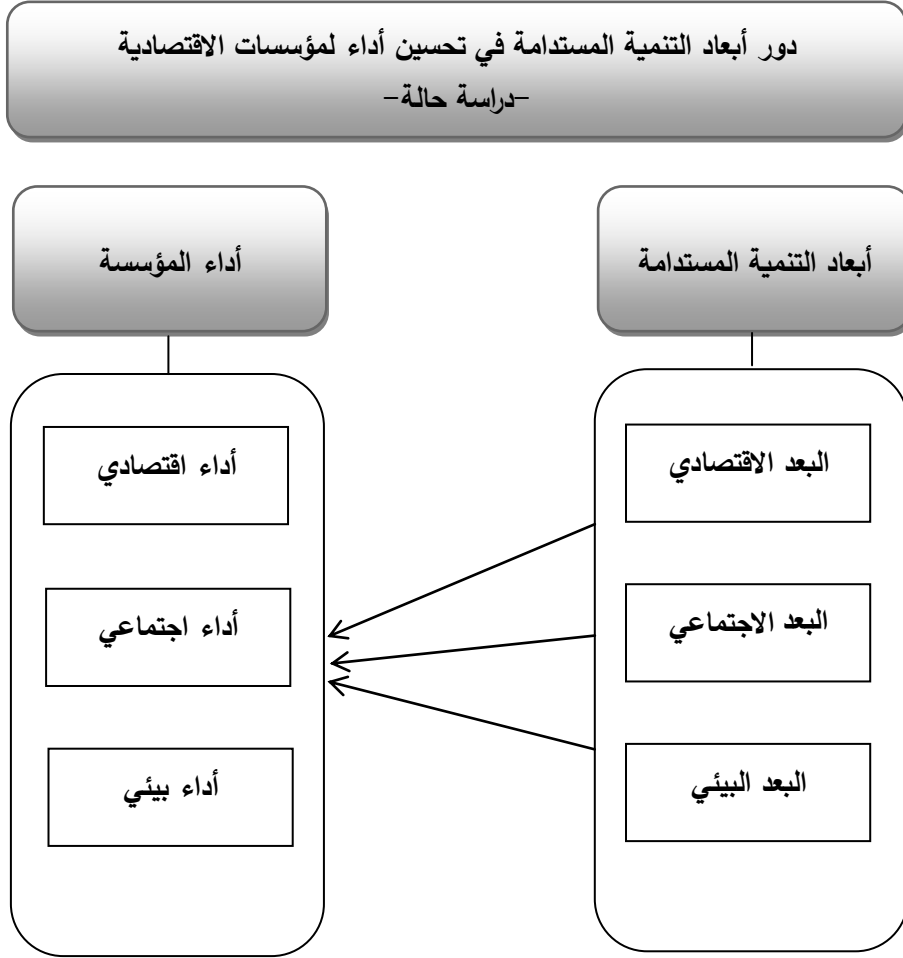 دور أبعاد التنمية المستدامة في تحسين أداء لمؤسسات الاقتصادية
-دراسة حالة-
أبعاد التنمية المستدامة
أداء المؤسسة
البعد الاقتصادي
أداء اقتصادي
البعد الاجتماعي
أداء اجتماعي
البعد البيئي
أداء بيئي